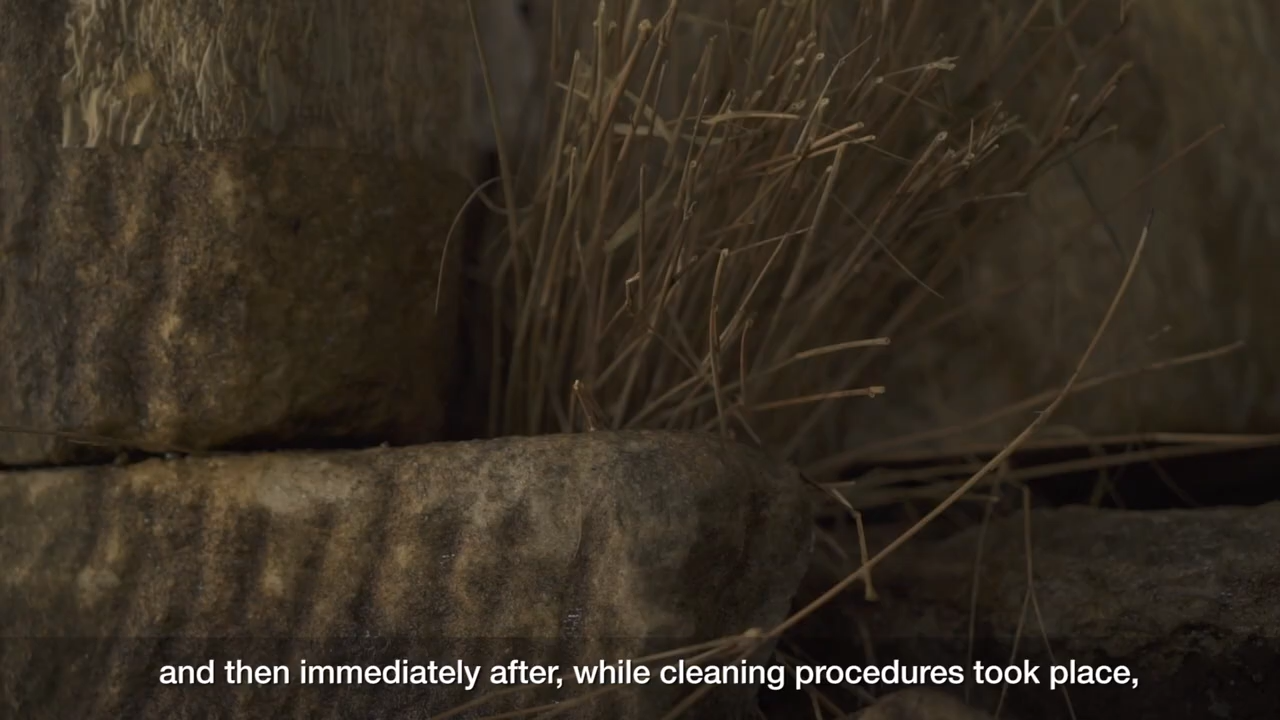 and then immediately after, while cleaning procedures took place,